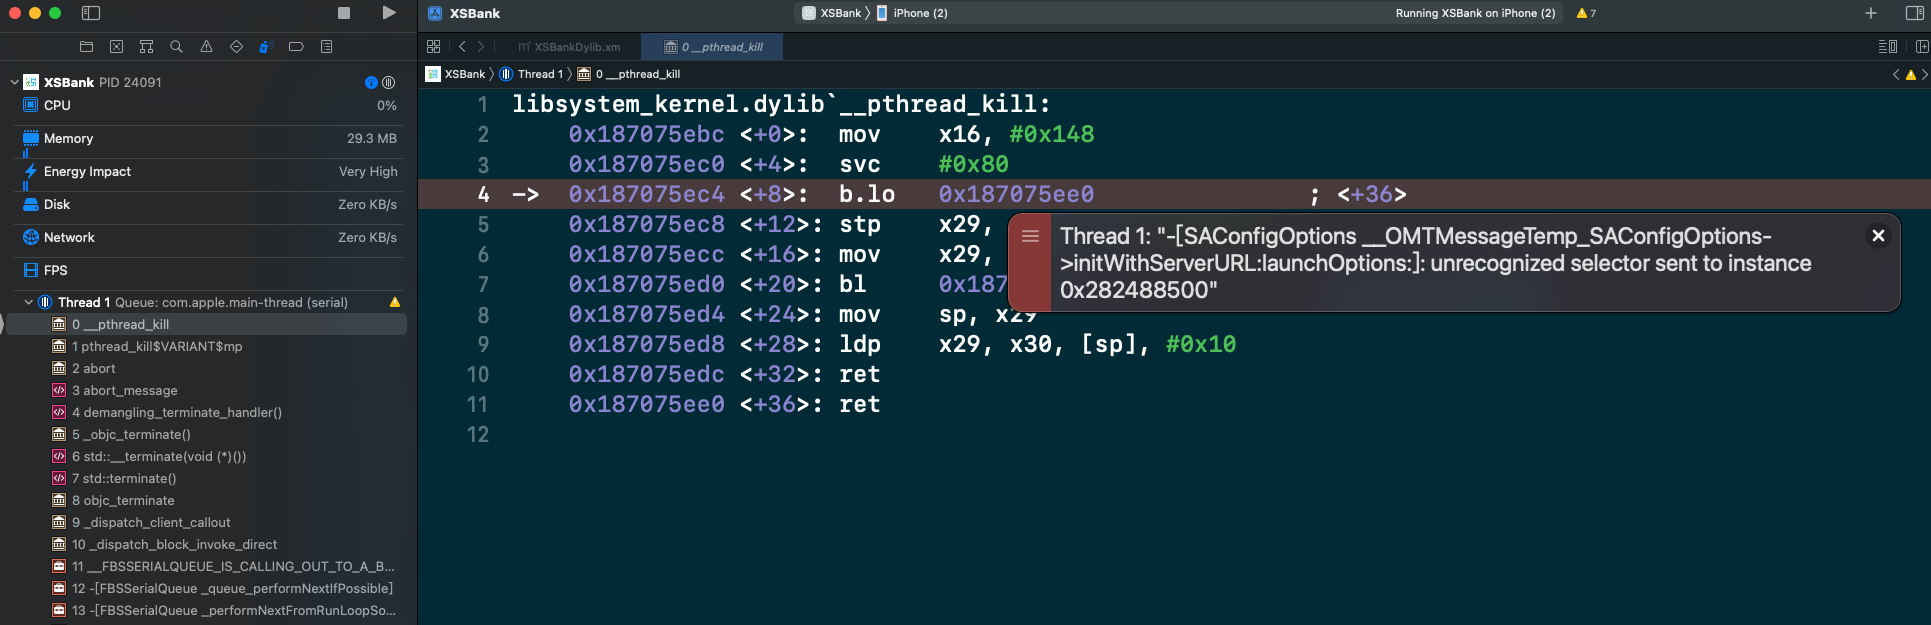 XSBank
XSBank
iPhone (2)
Running XSBank on iPhone (2)
7
XSBankDylib.xm
0 __pthread_kill
XSBank PID 24091
CPU 0%
Memory 29.3 MB
Energy Impact Very High
Disk Zero KB/s
Network Zero KB/s
FPS
Thread 1 Queue: com.apple.main-thread (serial)
0 __pthread_kill
1 pthread_kill$VARIANT$mp
2 abort
3 abort_message
4 demangling_terminate_handler()
5 _objc_terminate()
6 std::__terminate(void (*)())
7 std::terminate()
8 objc_terminate
9 _dispatch_client_callout
10 _dispatch_block_invoke_direct
11 __FBSSERIALQUEUE_IS_CALLING_OUT_TO_A_B...
12 -[FBSSerialQueue _queue_performNextIfPossible]
13 -[FBSSerialQueue _performNextFromRunLoopSo...
XSBank
Thread 1
0 __pthread_kill
1 libsystem_kernel.dylib`__pthread_kill:
2 0x187075ebc <+0>: mov x16, #0x148
3 0x187075ec0 <+4>: svc #0x80
4 -> 0x187075ec4 <+8>: b.lo 0x187075ee0 ; <+36>
5 0x187075ec8 <+12>: stp x29,
6 0x187075ecc <+16>: mov x29,
7 0x187075ed0 <+20>: bl 0x187
8 0x187075ed4 <+24>: mov sp, x29
9 0x187075ed8 <+28>: ldp x29, x30, [sp], #0x10
10 0x187075edc <+32>: ret
11 0x187075ee0 <+36>: ret
12
Thread 1: "-[SAConfigOptions __OMTMessageTemp_SAConfigOptions-
>initWithServerURL:launchOptions:]: unrecognized selector sent to instance
0x282488500"